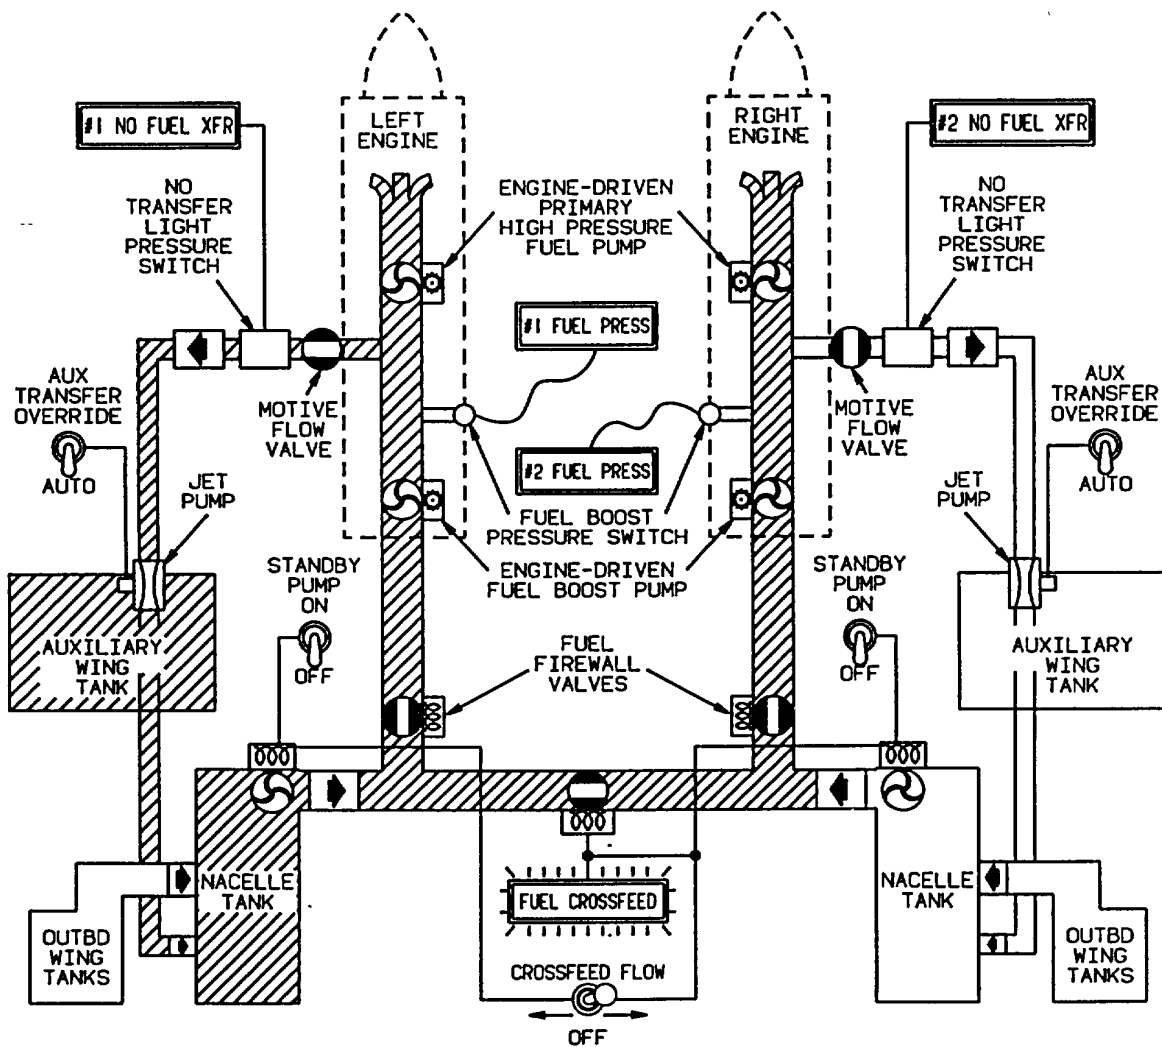 LEFT
ENGINE
RIGHT
ENGINE
#1 NO FUEL XFR
#2 NO FUEL XFR
NO
TRANSFER
LIGHT
PRESSURE
SWITCH
ENGINE-DRIVEN
PRIMARY
HIGH PRESSURE
FUEL PUMP
NO
TRANSFER
LIGHT
PRESSURE
SWITCH
#1 FUEL PRESS
AUX
TRANSFER
OVERRIDE
AUTO
MOTIVE
FLOW
VALVE
MOTIVE
FLOW
VALVE
AUX
TRANSFER
OVERRIDE
AUTO
#2 FUEL PRESS
JET
PUMP
FUEL BOOST
PRESSURE SWITCH
JET
PUMP
STANDBY
PUMP
ON
OFF
ENGINE-DRIVEN
FUEL BOOST PUMP
STANDBY
PUMP
ON
OFF
AUXILIARY
WING
TANK
FUEL
FIREWALL
VALVES
AUXILIARY
WING
TANK
NACELLE
TANK
FUEL CROSSFEED
NACELLE
TANK
OUTBD
WING
TANKS
OUTBD
WING
TANKS
CROSSFEED FLOW
OFF